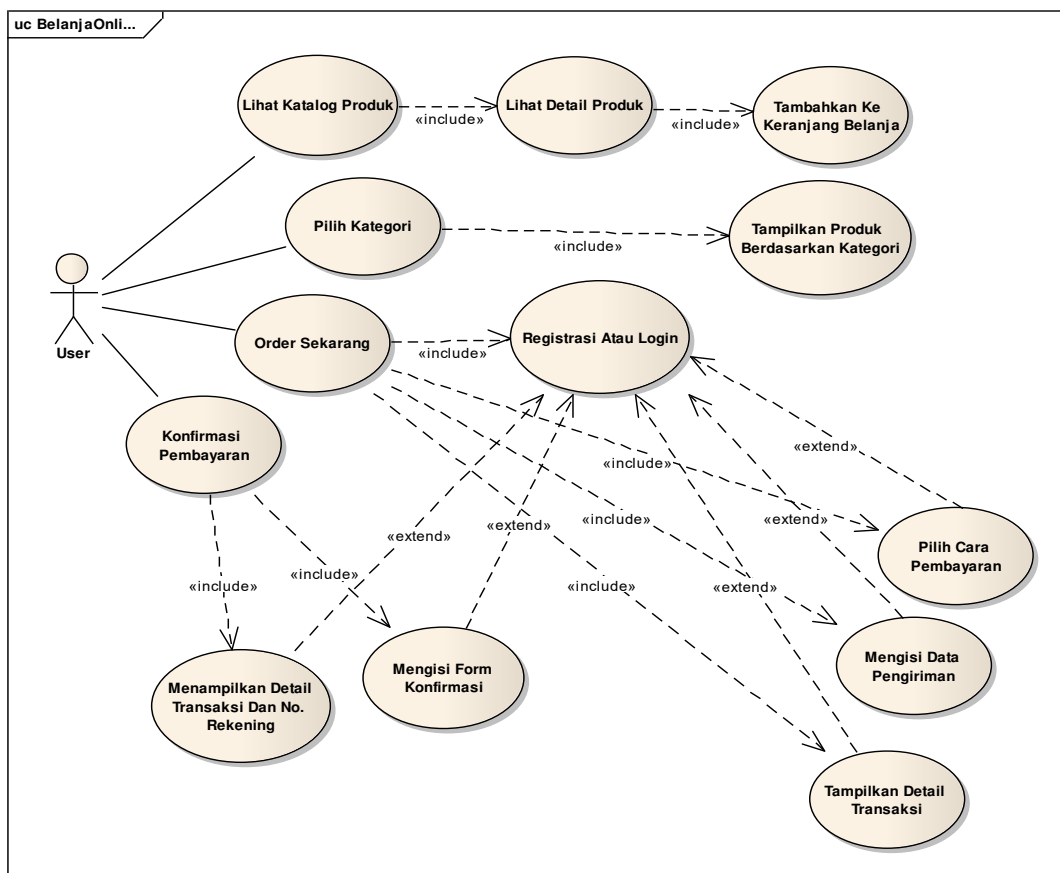 uc BelanjaOnli...
Lihat Katalog Produk
«include»
Lihat Detail Produk
«include»
Tambahkan Ke
Keranjang Belanja
Pilih Kategori
«include»
Tampilkan Produk
Berdasarkan Kategori
User
Order Sekarang
«include»
Registrasi Atau Login
Konfirmasi
Pembayaran
«extend»
«include»
«extend»
«extend»
«include»
«extend»
Pilih Cara
Pembayaran
«include»
«include»
«include»
«extend»
Menampilkan Detail
Transaksi Dan No.
Rekening
Mengisi Form
Konfirmasi
Mengisi Data
Pengiriman
Tampilkan Detail
Transaksi